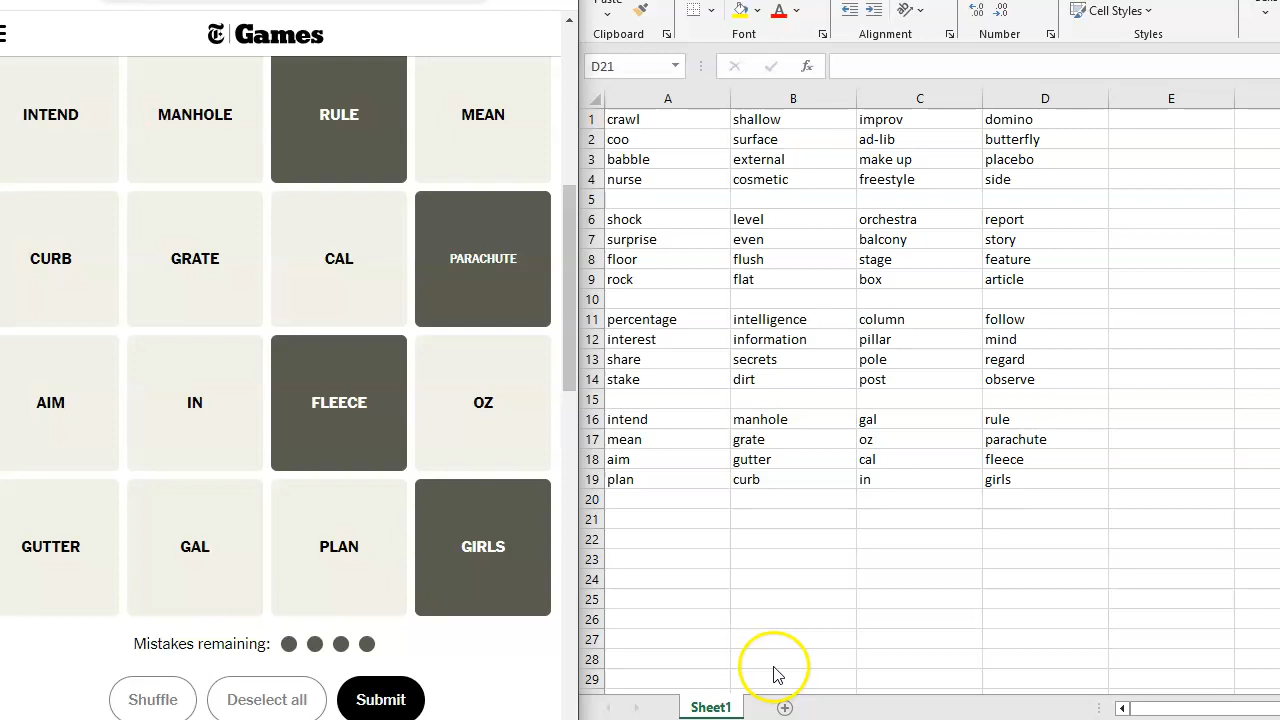 Games
INTEND MANHOLE RULE MEAN
CURB GRATE CAL PARACHUTE
AIM IN FLEECE OZ
GUTTER GAL PLAN GIRLS
Mistakes remaining:
Shuffle Deselect all Submit
Paste Cell Styles
Clipboard Font Alignment Number Styles
D21 fx
A B C D E
1 crawl shallow improv domino
2 coo surface ad-lib butterfly
3 babble external make up placebo
4 nurse cosmetic freestyle side
5
6 shock level orchestra report
7 surprise even balcony story
8 floor flush stage feature
9 rock flat box article
10
11 percentage intelligence column follow
12 interest information pillar mind
13 share secrets pole regard
14 stake dirt post observe
15
16 intend manhole gal rule
17 mean grate oz parachute
18 aim gutter cal fleece
19 plan curb in girls
20
21
22
23
24
25
26
27
28
29
Sheet1